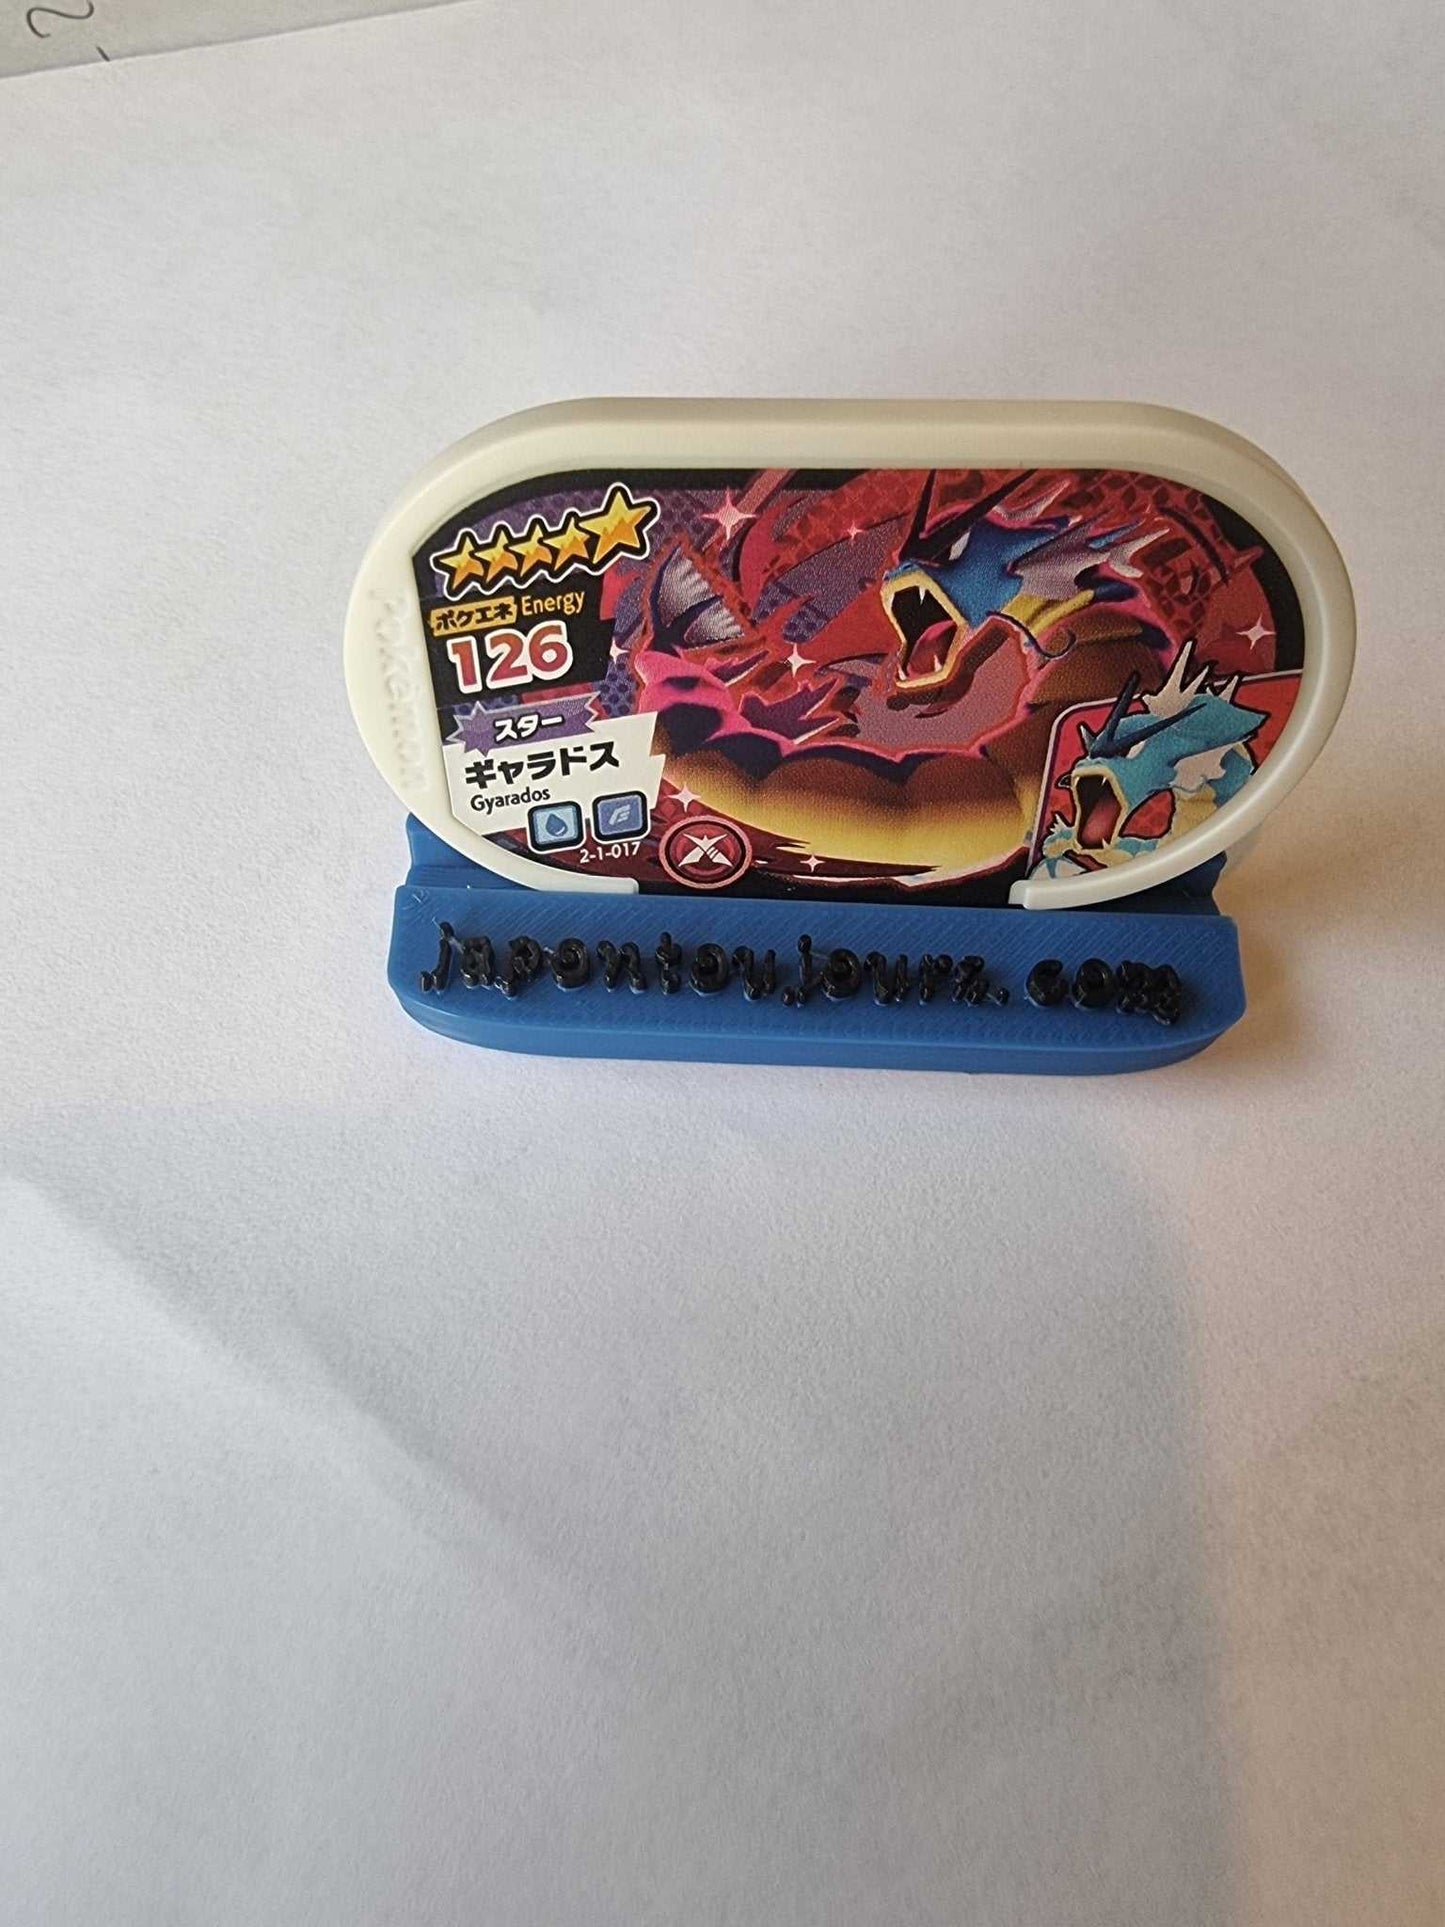 ポケエネ Energy
126
スター
ギャラドス
Gyarados
2-1-017
Pokémon
japontoujours.com